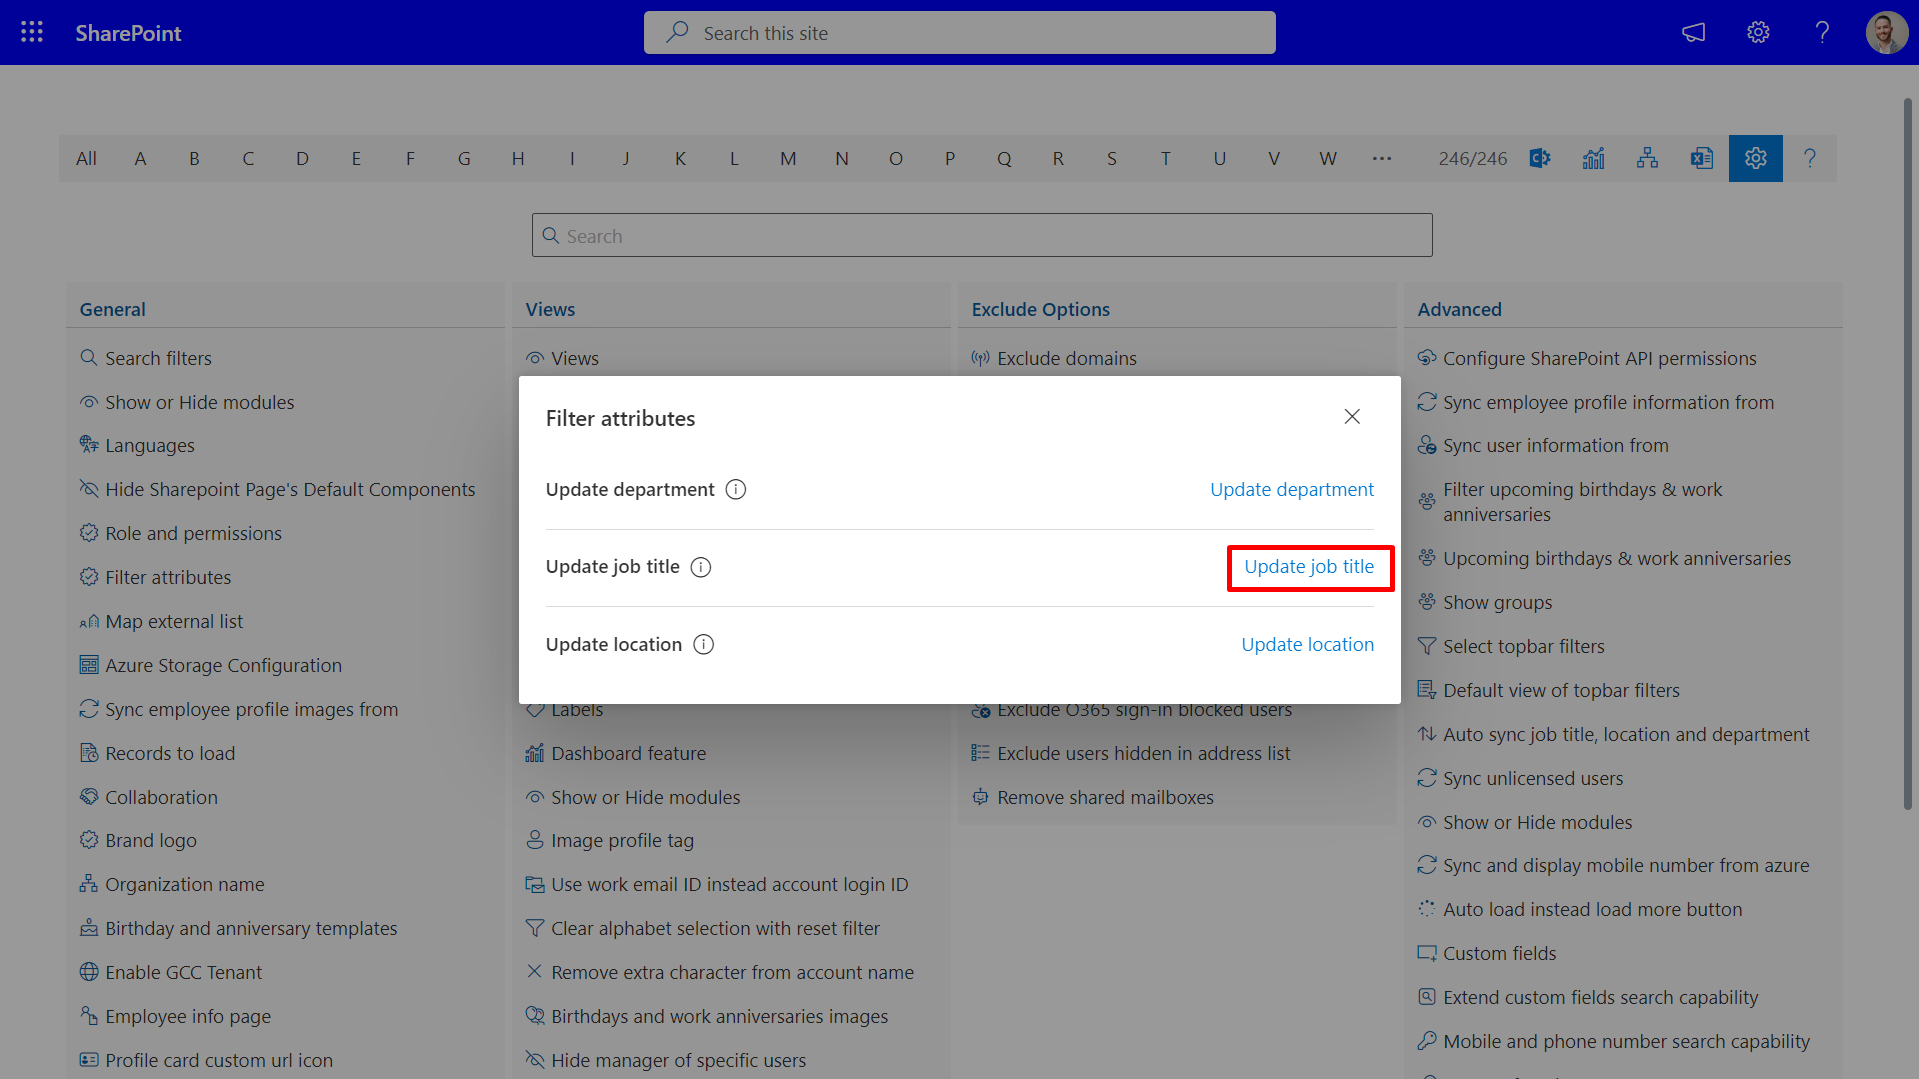 SharePoint
Search this site
All A B C D E F G H I J K L M N O P Q R S T U V W ... 246/246
Search
General
Search filters
Show or Hide modules
Languages
Hide Sharepoint Page's Default Components
Role and permissions
Filter attributes
Map external list
Azure Storage Configuration
Sync employee profile images from
Records to load
Collaboration
Brand logo
Organization name
Birthday and anniversary templates
Enable GCC Tenant
Employee info page
Profile card custom url icon
Views
Views
Labels
Dashboard feature
Show or Hide modules
Image profile tag
Use work email ID instead account login ID
Clear alphabet selection with reset filter
Remove extra character from account name
Birthdays and work anniversaries images
Hide manager of specific users
Exclude Options
Exclude domains
Exclude O365 sign-in blocked users
Exclude users hidden in address list
Remove shared mailboxes
Advanced
Configure SharePoint API permissions
Sync employee profile information from
Sync user information from
Filter upcoming birthdays & work
anniversaries
Upcoming birthdays & work anniversaries
Show groups
Select topbar filters
Default view of topbar filters
Auto sync job title, location and department
Sync unlicensed users
Show or Hide modules
Sync and display mobile number from azure
Auto load instead load more button
Custom fields
Extend custom fields search capability
Mobile and phone number search capability
Filter attributes
Update department
Update department
Update job title
Update job title
Update location
Update location